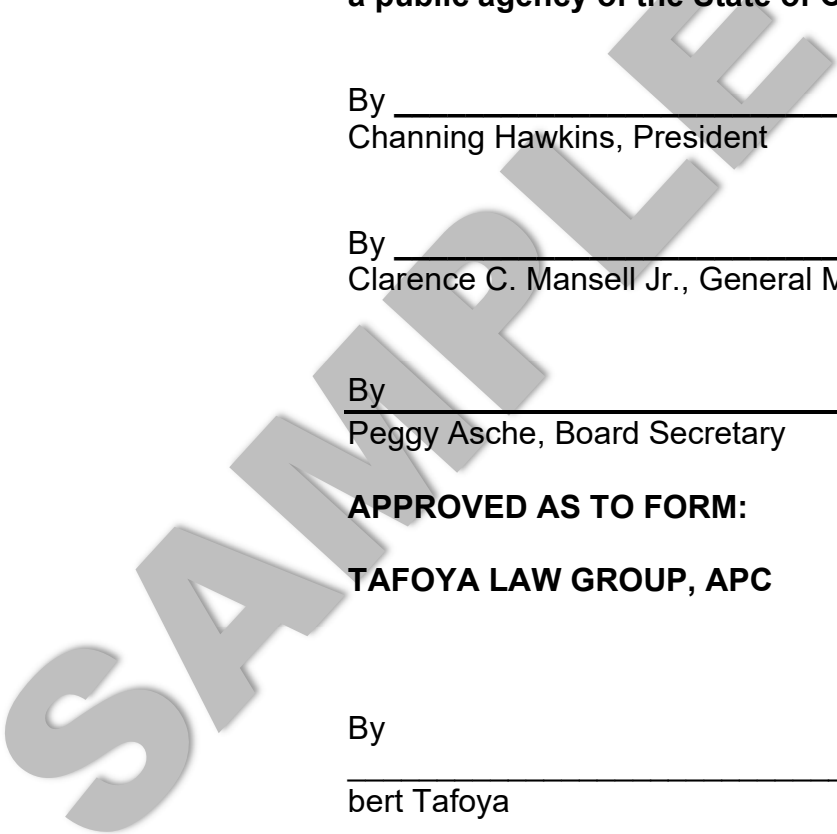 a public agency of the State of
By
Channing Hawkins, President
By
Clarence C. Mansell Jr., General
By
Peggy Asche, Board Secretary
APPROVED AS TO FORM:
TAFOYA LAW GROUP, APC
By
bert Tafoya
SAMPLE